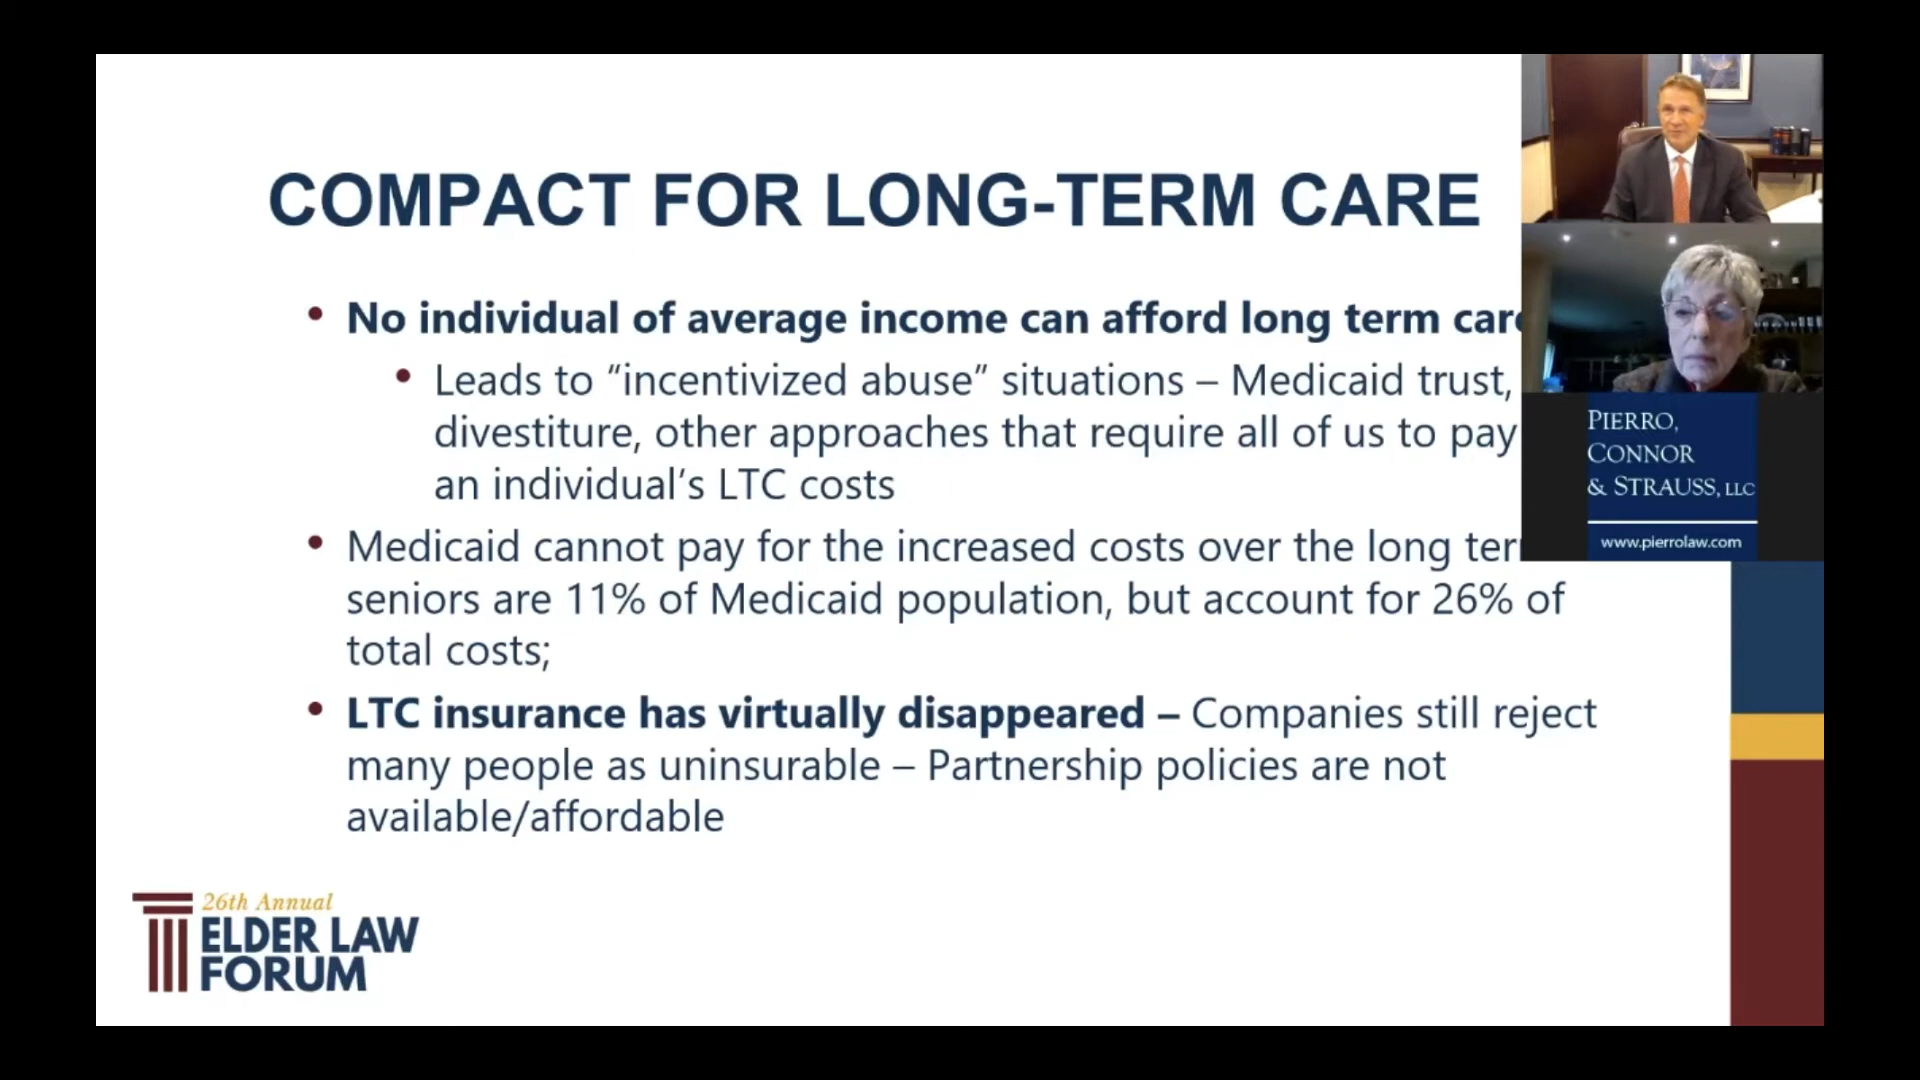 COMPACT FOR LONG-TERM CARE
• No individual of average income can afford long term care
• Leads to “incentivized abuse” situations – Medicaid trust,
divestiture, other approaches that require all of us to pay
an individual’s LTC costs
• Medicaid cannot pay for the increased costs over the long
seniors are 11% of Medicaid population, but account for 26% of
total costs;
• LTC insurance has virtually disappeared – Companies still reject
many people as uninsurable – Partnership policies are not
available/affordable
PIERRO,
CONNOR
& STRAUSS, LLC
www.pierrolaw.com
26th Annual
ELDER LAW
FORUM